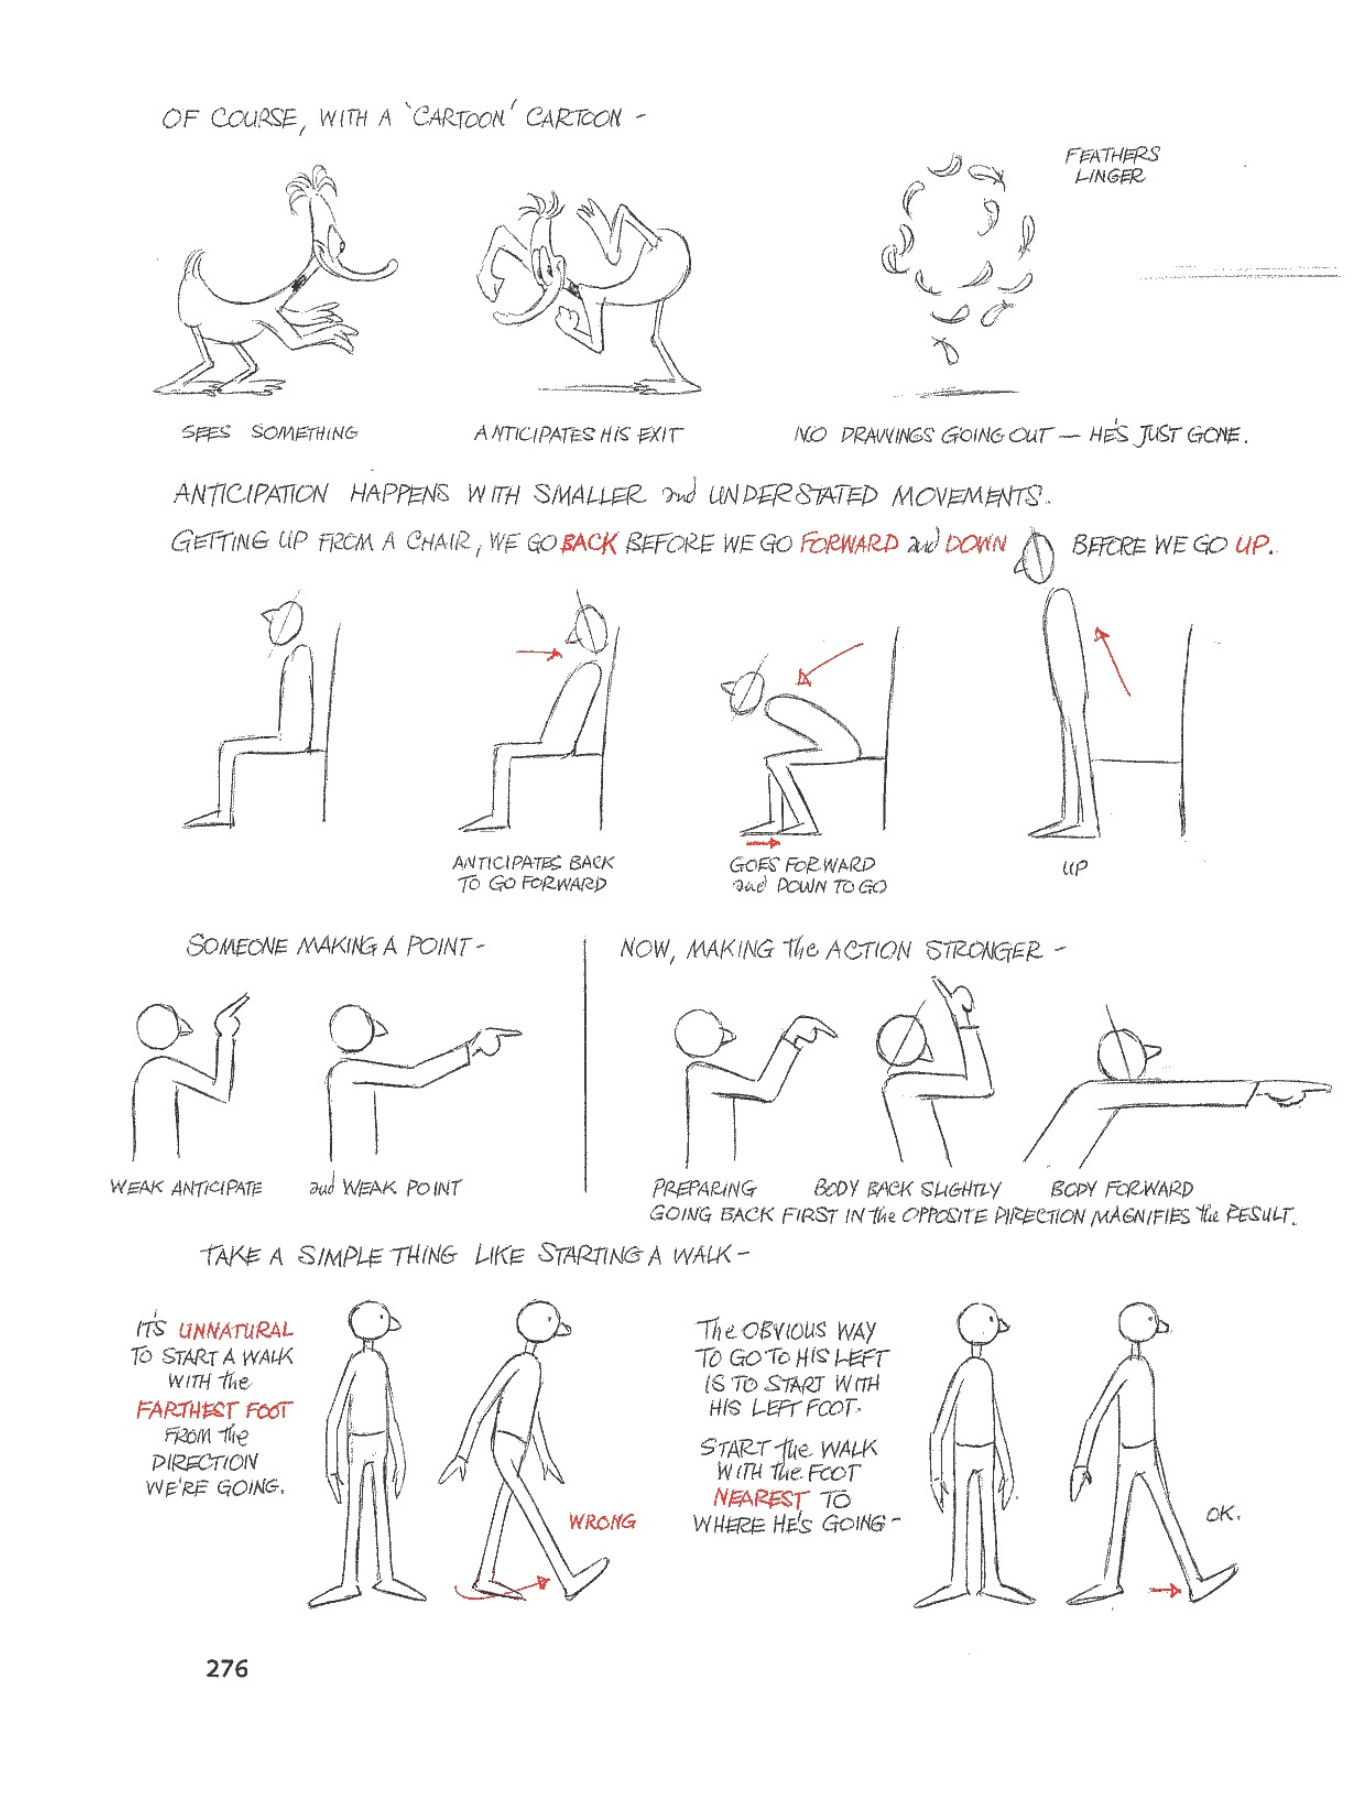 OF COURSE, WITH A 'CARTOON' CARTOON -
FEATHERS
LINGER
SEES SOMETHING
ANTICIPATES HIS EXIT
NO DRAWINGS GOING OUT — HE'S JUST GONE.
ANTICIPATION HAPPENS WITH SMALLER and UNDERSTATED MOVEMENTS.
GETTING UP FROM A CHAIR, WE GO BACK BEFORE WE GO FORWARD and DOWN BEFORE WE GO UP.
ANTICIPATES BACK
TO GO FORWARD
GOES FORWARD
and DOWN TO GO
UP
SOMEONE MAKING A POINT -
WEAK ANTICIPATE
and WEAK POINT
NOW, MAKING the ACTION STRONGER -
PREPARING
BODY BACK SLIGHTLY
BODY FORWARD
GOING BACK FIRST IN the OPPOSITE DIRECTION MAGNIFIES the RESULT.
TAKE A SIMPLE THING LIKE STARTING A WALK -
IT'S UNNATURAL
TO START A WALK
WITH the
FARTHEST FOOT
FROM the
DIRECTION
WE'RE GOING.
WRONG
The OBVIOUS WAY
TO GO TO HIS LEFT
IS TO START WITH
HIS LEFT FOOT.
START the WALK
WITH the FOOT
NEAREST TO
WHERE HE'S GOING -
OK.
276